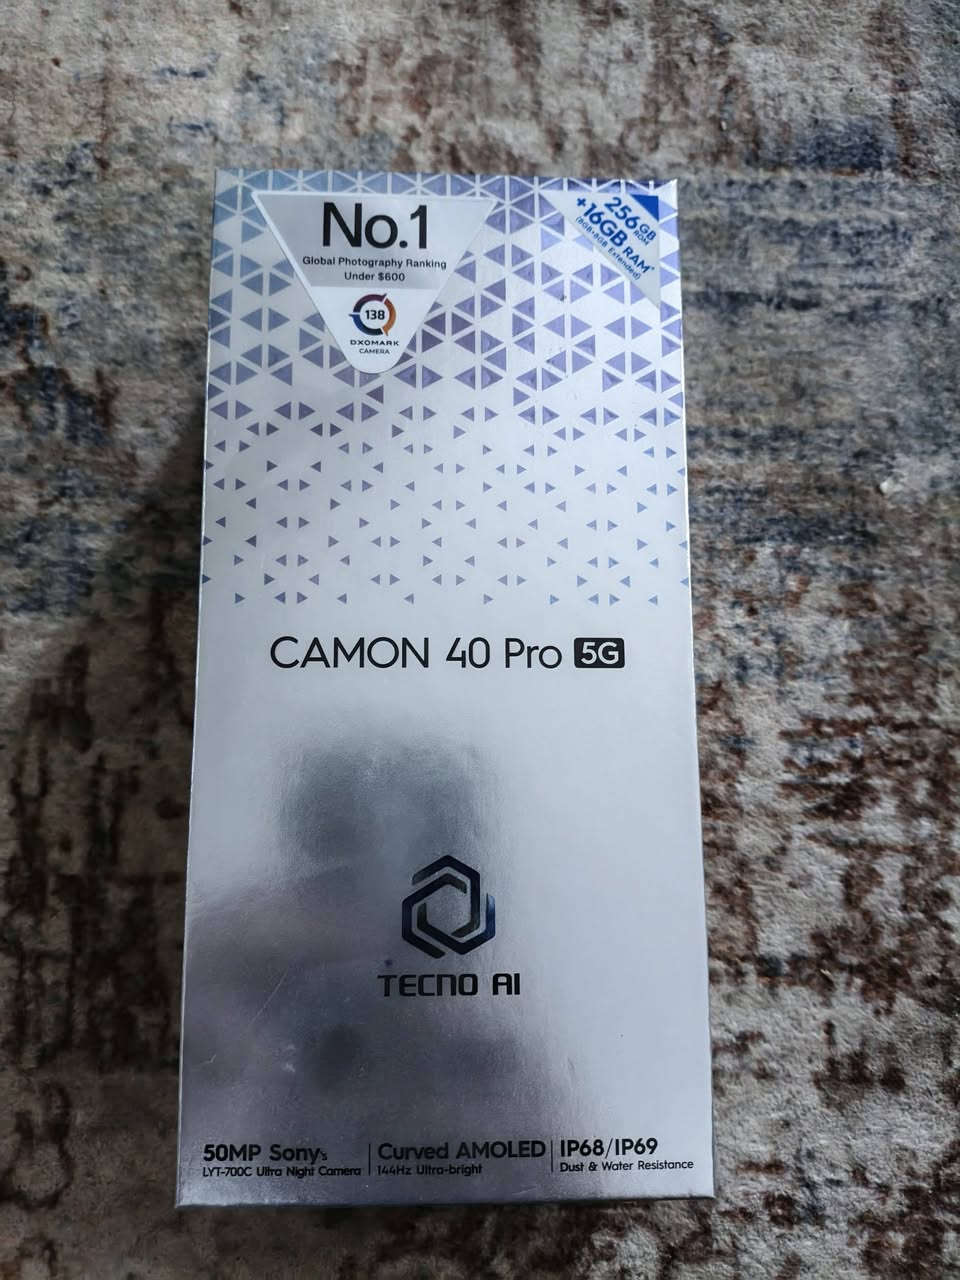 No.1
Global Photography Ranking
Under $600
138
DXOMARK
CAMERA
256GB
ROM
+16GB RAM*
(8GB+8GB Extended)
CAMON 40 Pro 5G
TECNO AI
50MP Sony's
LYT-700C Ultra Night Camera
Curved AMOLED
144Hz Ultra-bright
IP68/IP69
Dust & Water Resistance